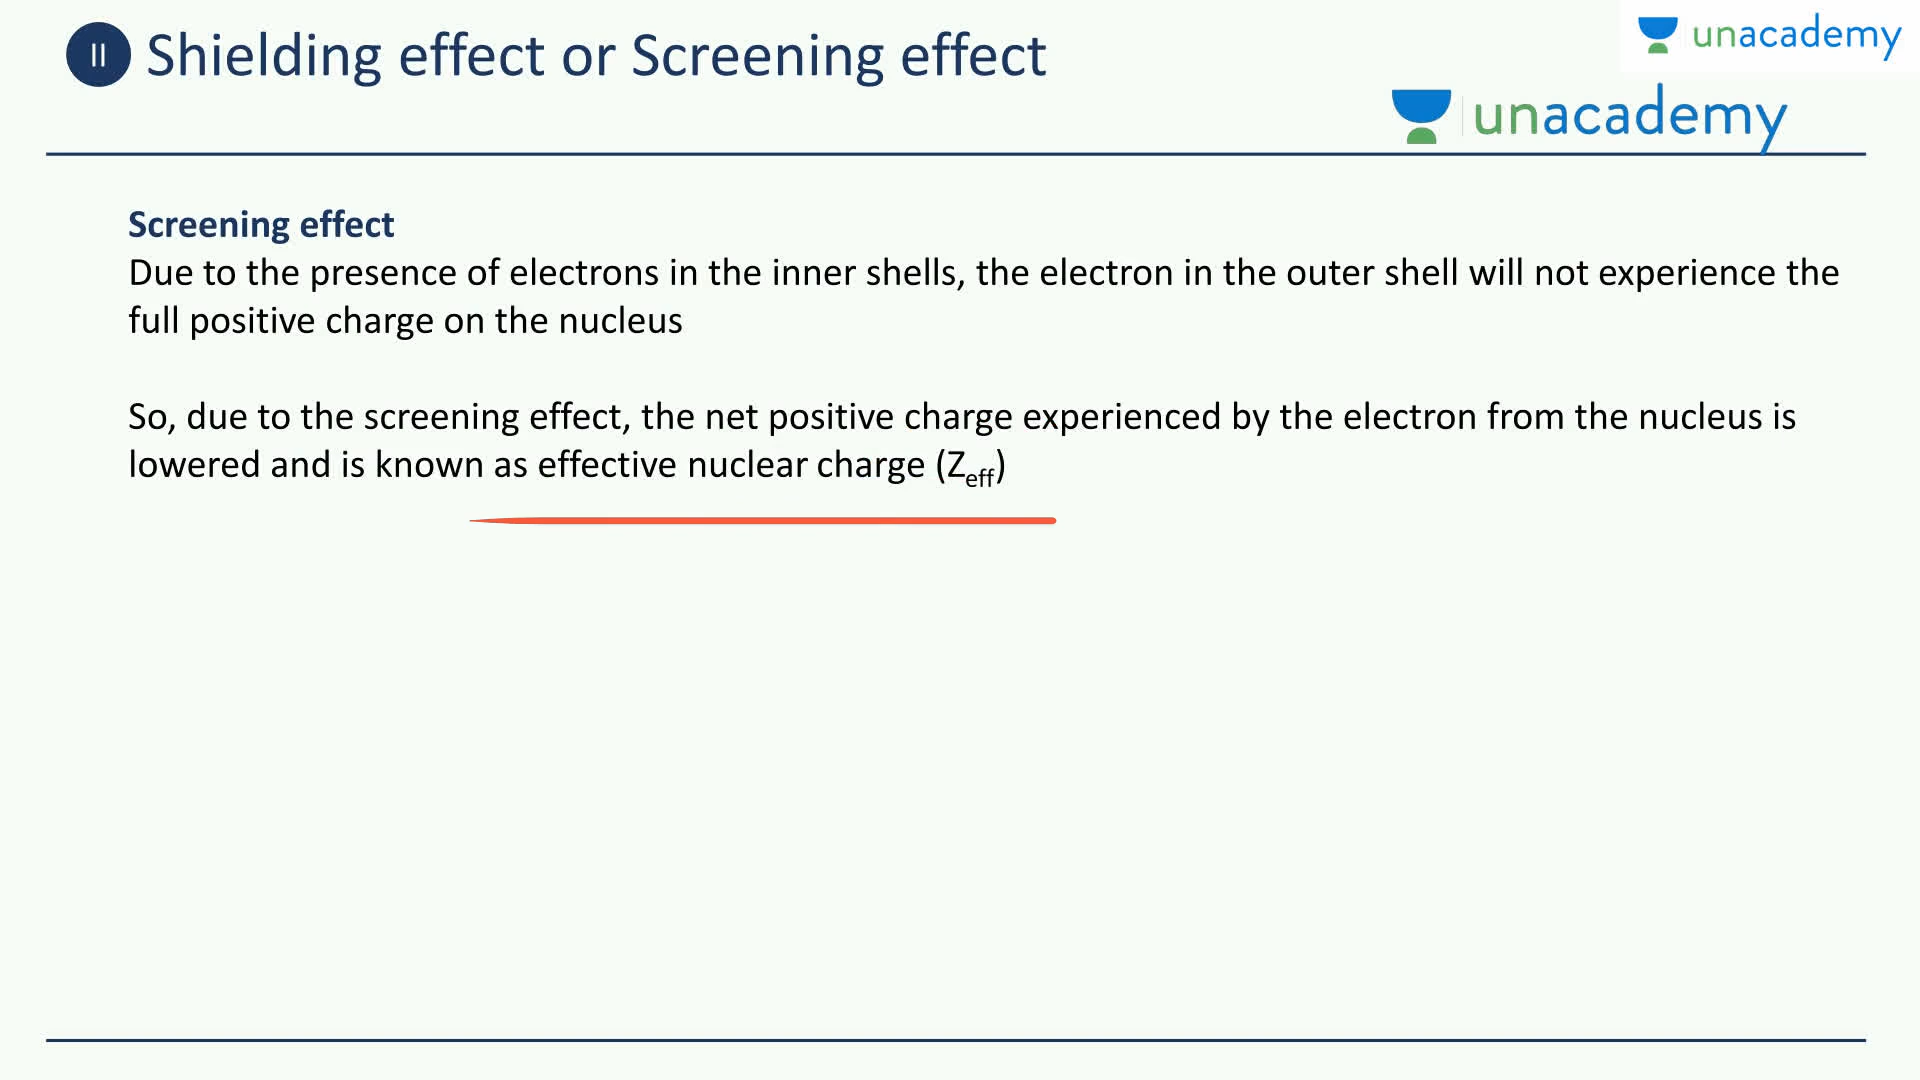 II Shielding effect or Screening effect
unacademy
unacademy
Screening effect
Due to the presence of electrons in the inner shells, the electron in the outer shell will not experience the
full positive charge on the nucleus
So, due to the screening effect, the net positive charge experienced by the electron from the nucleus is
lowered and is known as effective nuclear charge (Zeff)